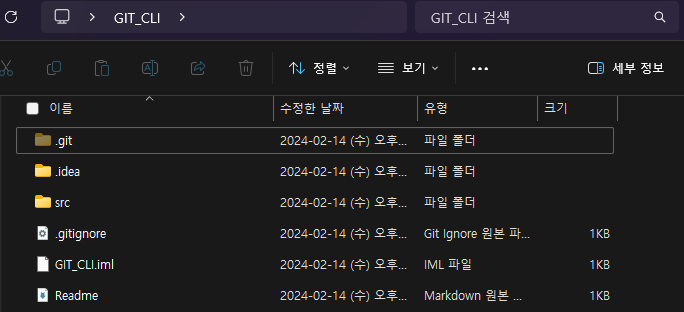 GIT_CLI
GIT_CLI 검색
정렬 보기 ... 세부 정보
이름 수정한 날짜 유형 크기
.git 2024-02-14 (수) 오후... 파일 폴더
.idea 2024-02-14 (수) 오후... 파일 폴더
src 2024-02-14 (수) 오후... 파일 폴더
.gitignore 2024-02-14 (수) 오후... Git Ignore 원본 파... 1KB
GIT_CLI.iml 2024-02-14 (수) 오후... IML 파일 1KB
Readme 2024-02-14 (수) 오후... Markdown 원본 ... 1KB